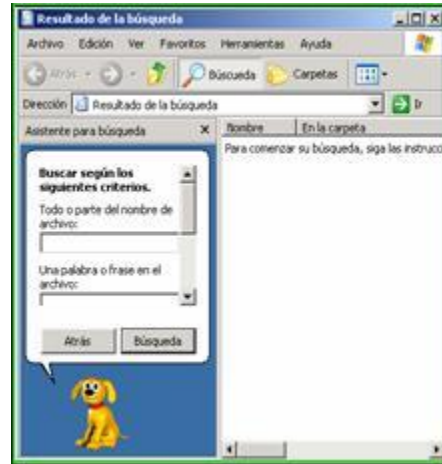 Resultado de la búsqueda
Archivo Edición Ver Favoritos Herramientas Ayuda
Atrás Búsqueda Carpetas
Dirección Resultado de la búsqueda Ir
Asistente para búsqueda Nombre En la carpeta
Para comenzar su búsqueda, siga las instrucc
Buscar según los
siguientes criterios.
Todo o parte del nombre de
archivo:
Una palabra o frase en el
archivo:
Atrás Búsqueda